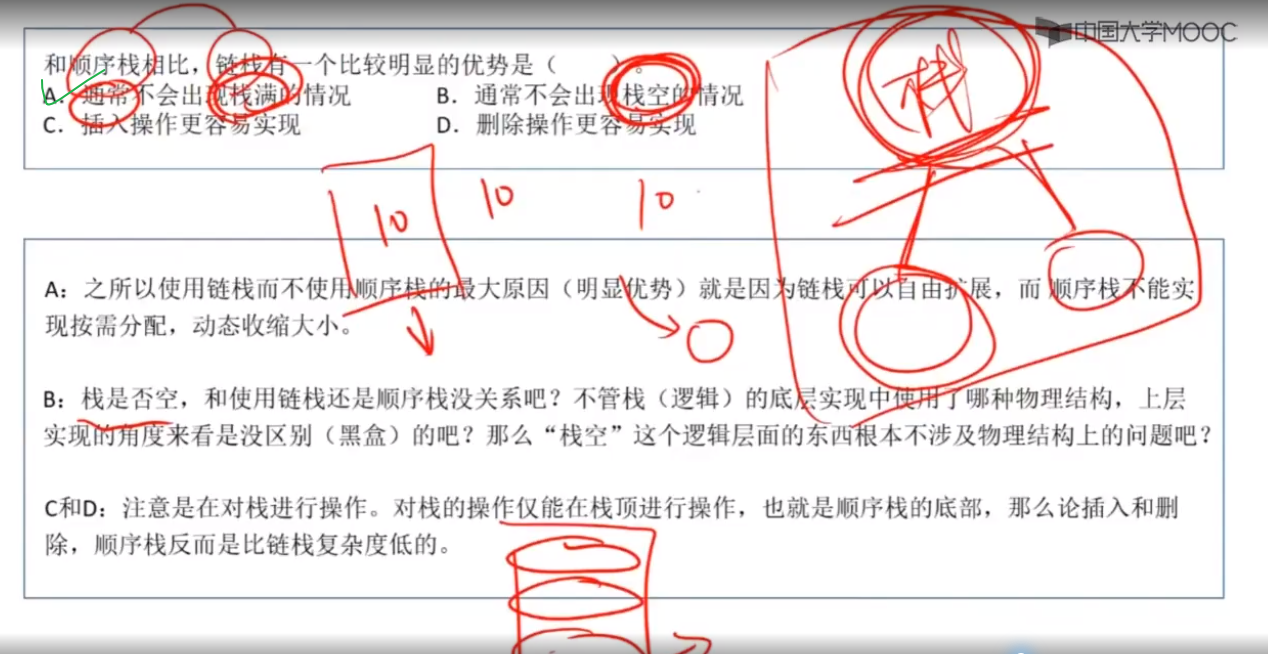 中国大学MOOC
和顺序栈相比，链栈有一个比较明显的优势是（ ）。
A. 通常不会出现栈满的情况 B. 通常不会出现栈空的情况
C. 插入操作更容易实现 D. 删除操作更容易实现
栈
10 10 10
A：之所以使用链栈而不使用顺序栈的最大原因（明显优势）就是因为链栈可以自由扩展，而 顺序栈不能实
现按需分配，动态收缩大小。
B：栈是否空，和使用链栈还是顺序栈没关系吧？不管栈（逻辑）的底层实现中使用了哪种物理结构，上层
实现的角度来看是没区别（黑盒）的吧？那么“栈空”这个逻辑层面的东西根本不涉及物理结构上的问题吧？
C和D：注意是在对栈进行操作。对栈的操作仅能在栈顶进行操作，也就是顺序栈的底部，那么论插入和删
除，顺序栈反而是比链栈复杂度低的。